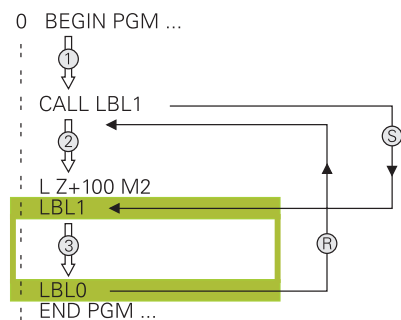 0 BEGIN PGM ...
1
CALL LBL1
S
2
L Z+100 M2
LBL1
3
R
LBL0
END PGM ...